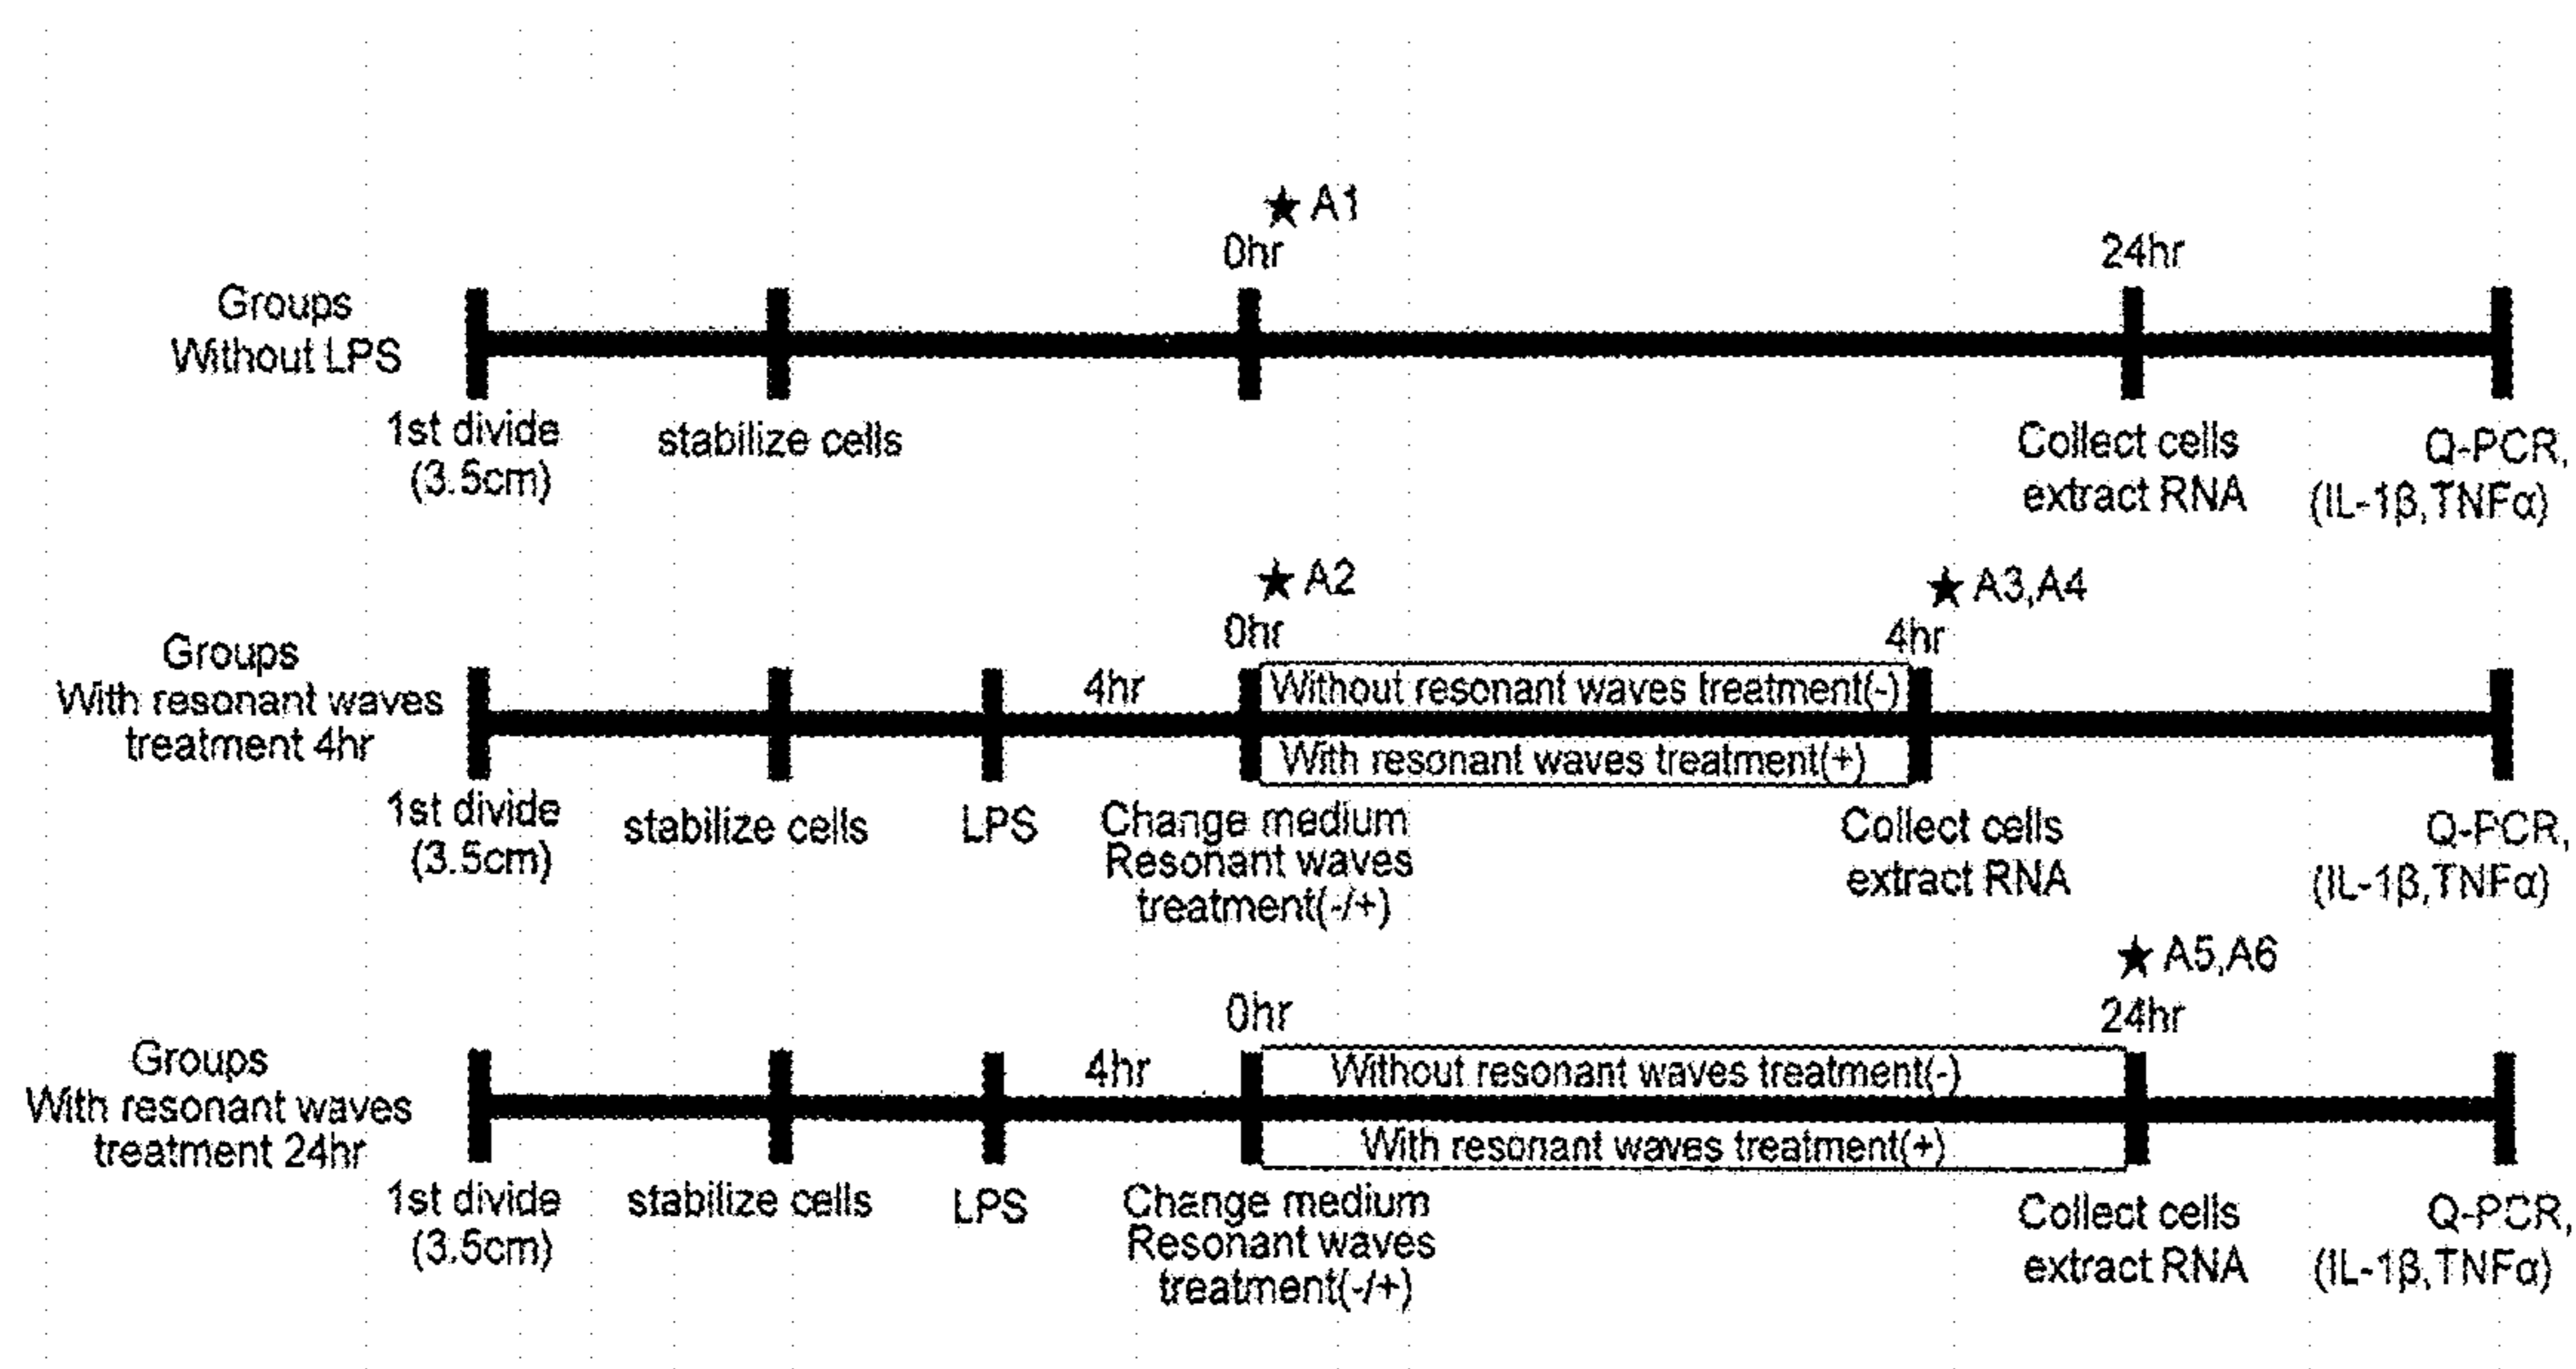 ★ A1
0hr
24hr
Groups
Without LPS
1st divide
(3.5cm)
stabilize cells
Collect cells
extract RNA
Q-PCR,
(IL-1β,TNFα)
★ A2
0hr
★ A3,A4
4hr
Groups
With resonant waves
treatment 4hr
4hr
Without resonant waves treatment(-)
With resonant waves treatment(+)
1st divide
(3.5cm)
stabilize cells
LPS
Change medium
Resonant waves
treatment(-/+)
Collect cells
extract RNA
Q-PCR,
(IL-1β,TNFα)
★ A5,A6
0hr
24hr
Groups
With resonant waves
treatment 24hr
4hr
Without resonant waves treatment(-)
With resonant waves treatment(+)
1st divide
(3.5cm)
stabilize cells
LPS
Change medium
Resonant waves
treatment(-/+)
Collect cells
extract RNA
Q-PCR,
(IL-1β,TNFα)